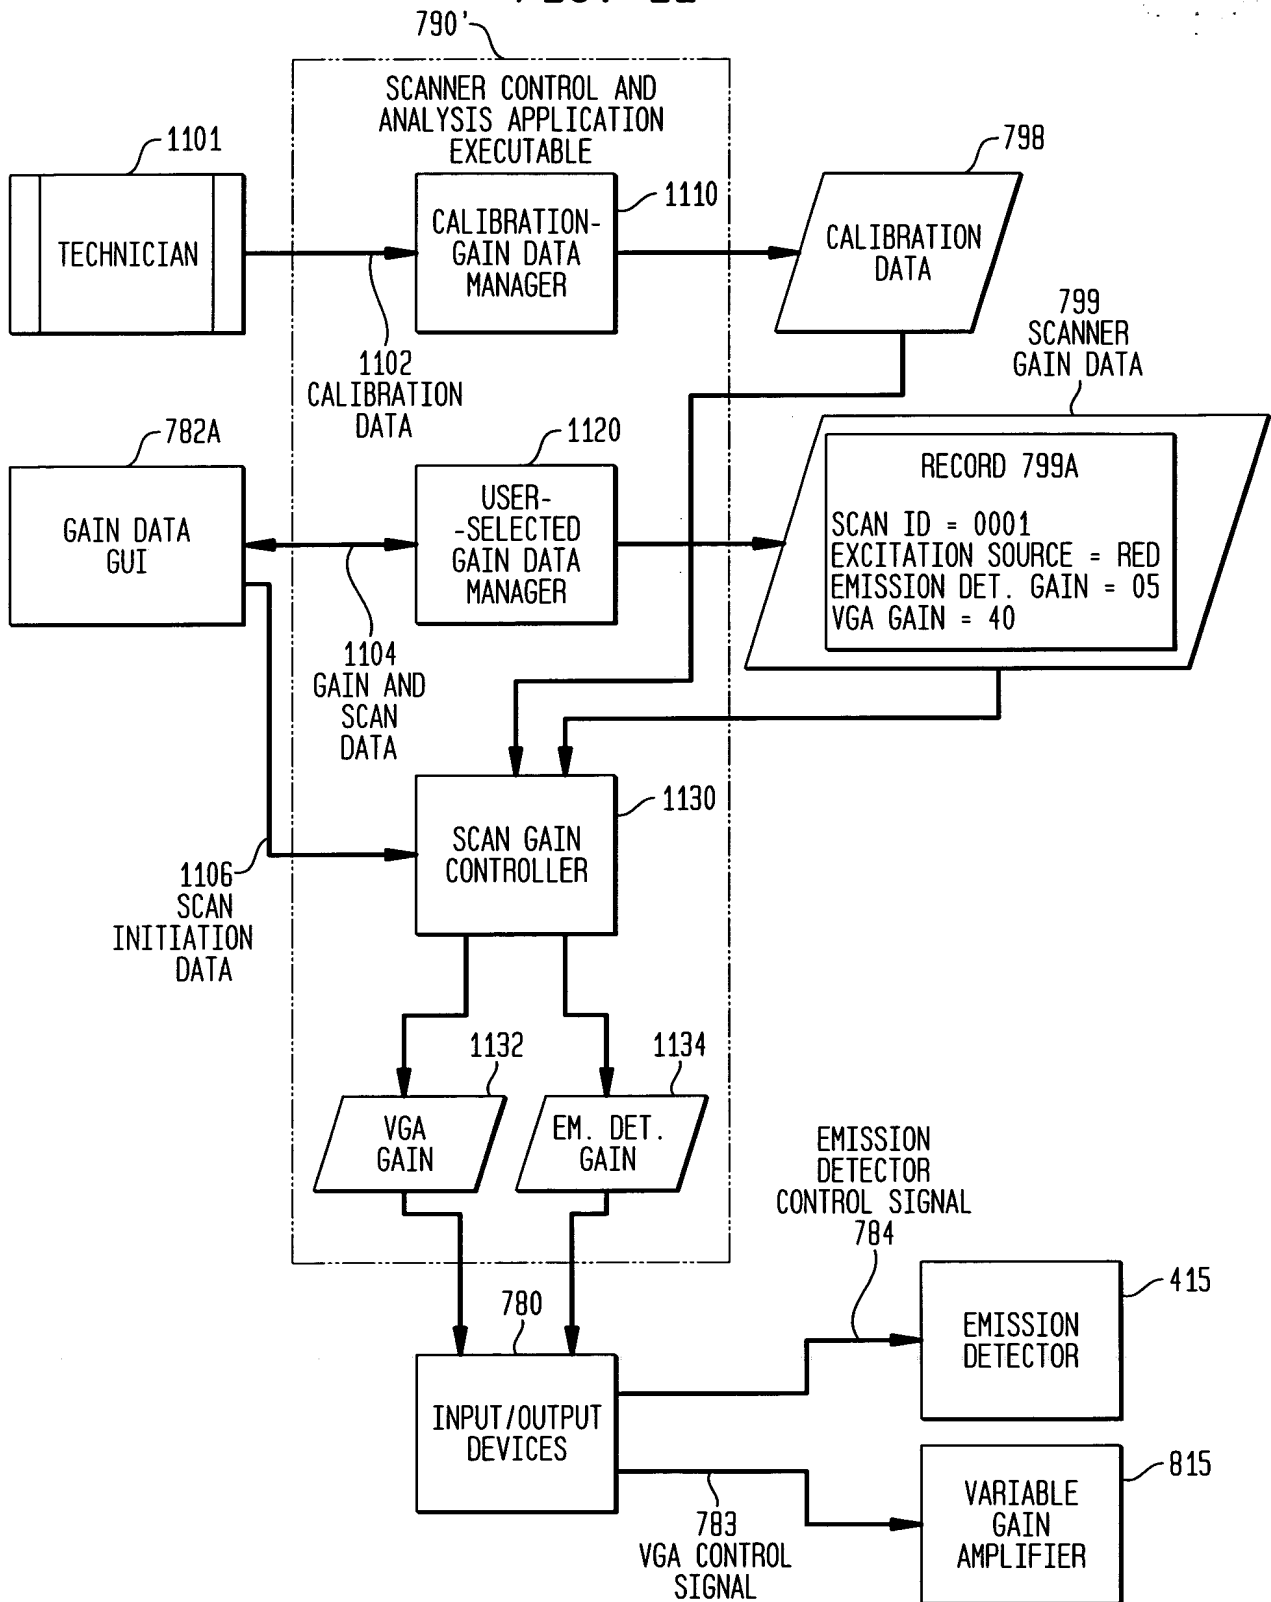 790'
SCANNER CONTROL AND
ANALYSIS APPLICATION
EXECUTABLE
1101
TECHNICIAN
1110
CALIBRATION-
GAIN DATA
MANAGER
798
CALIBRATION
DATA
1102
CALIBRATION
DATA
799
SCANNER
GAIN DATA
RECORD 799A
SCAN ID = 0001
EXCITATION SOURCE = RED
EMISSION DET. GAIN = 05
VGA GAIN = 40
782A
GAIN DATA
GUI
1120
USER-
-SELECTED
GAIN DATA
MANAGER
1104
GAIN AND
SCAN
DATA
1130
SCAN GAIN
CONTROLLER
1106
SCAN
INITIATION
DATA
1132
VGA
GAIN
1134
EM. DET.
GAIN
EMISSION
DETECTOR
CONTROL SIGNAL
784
780
INPUT/OUTPUT
DEVICES
415
EMISSION
DETECTOR
783
VGA CONTROL
SIGNAL
815
VARIABLE
GAIN
AMPLIFIER